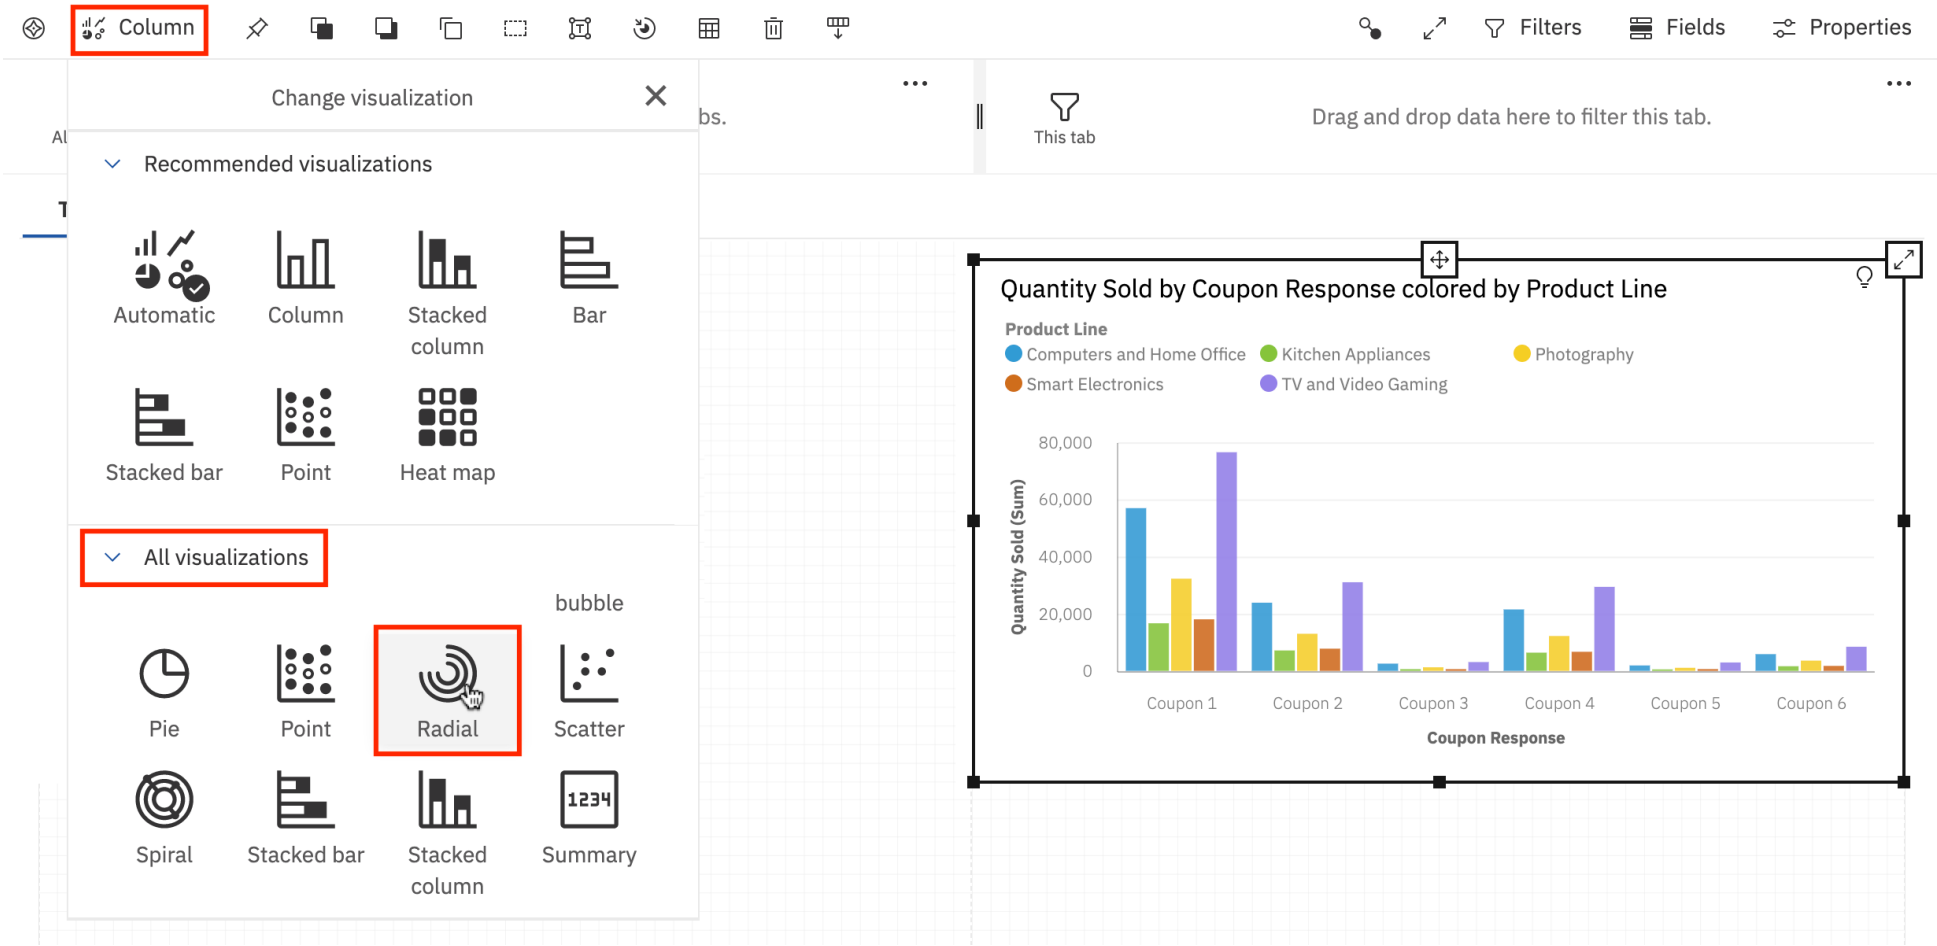 Column
Filters
Fields
Properties
Change visualization
bs.
This tab
Drag and drop data here to filter this tab.
Al
Recommended visualizations
T
Automatic
Column
Stacked
column
Bar
Stacked bar
Point
Heat map
All visualizations
bubble
Pie
Point
Radial
Scatter
Spiral
Stacked bar
Stacked
column
1234
Summary
Quantity Sold by Coupon Response colored by Product Line
Product Line
Computers and Home Office
Kitchen Appliances
Photography
Smart Electronics
TV and Video Gaming
Quantity Sold (Sum)
80,000
60,000
40,000
20,000
0
Coupon 1
Coupon 2
Coupon 3
Coupon 4
Coupon 5
Coupon 6
Coupon Response